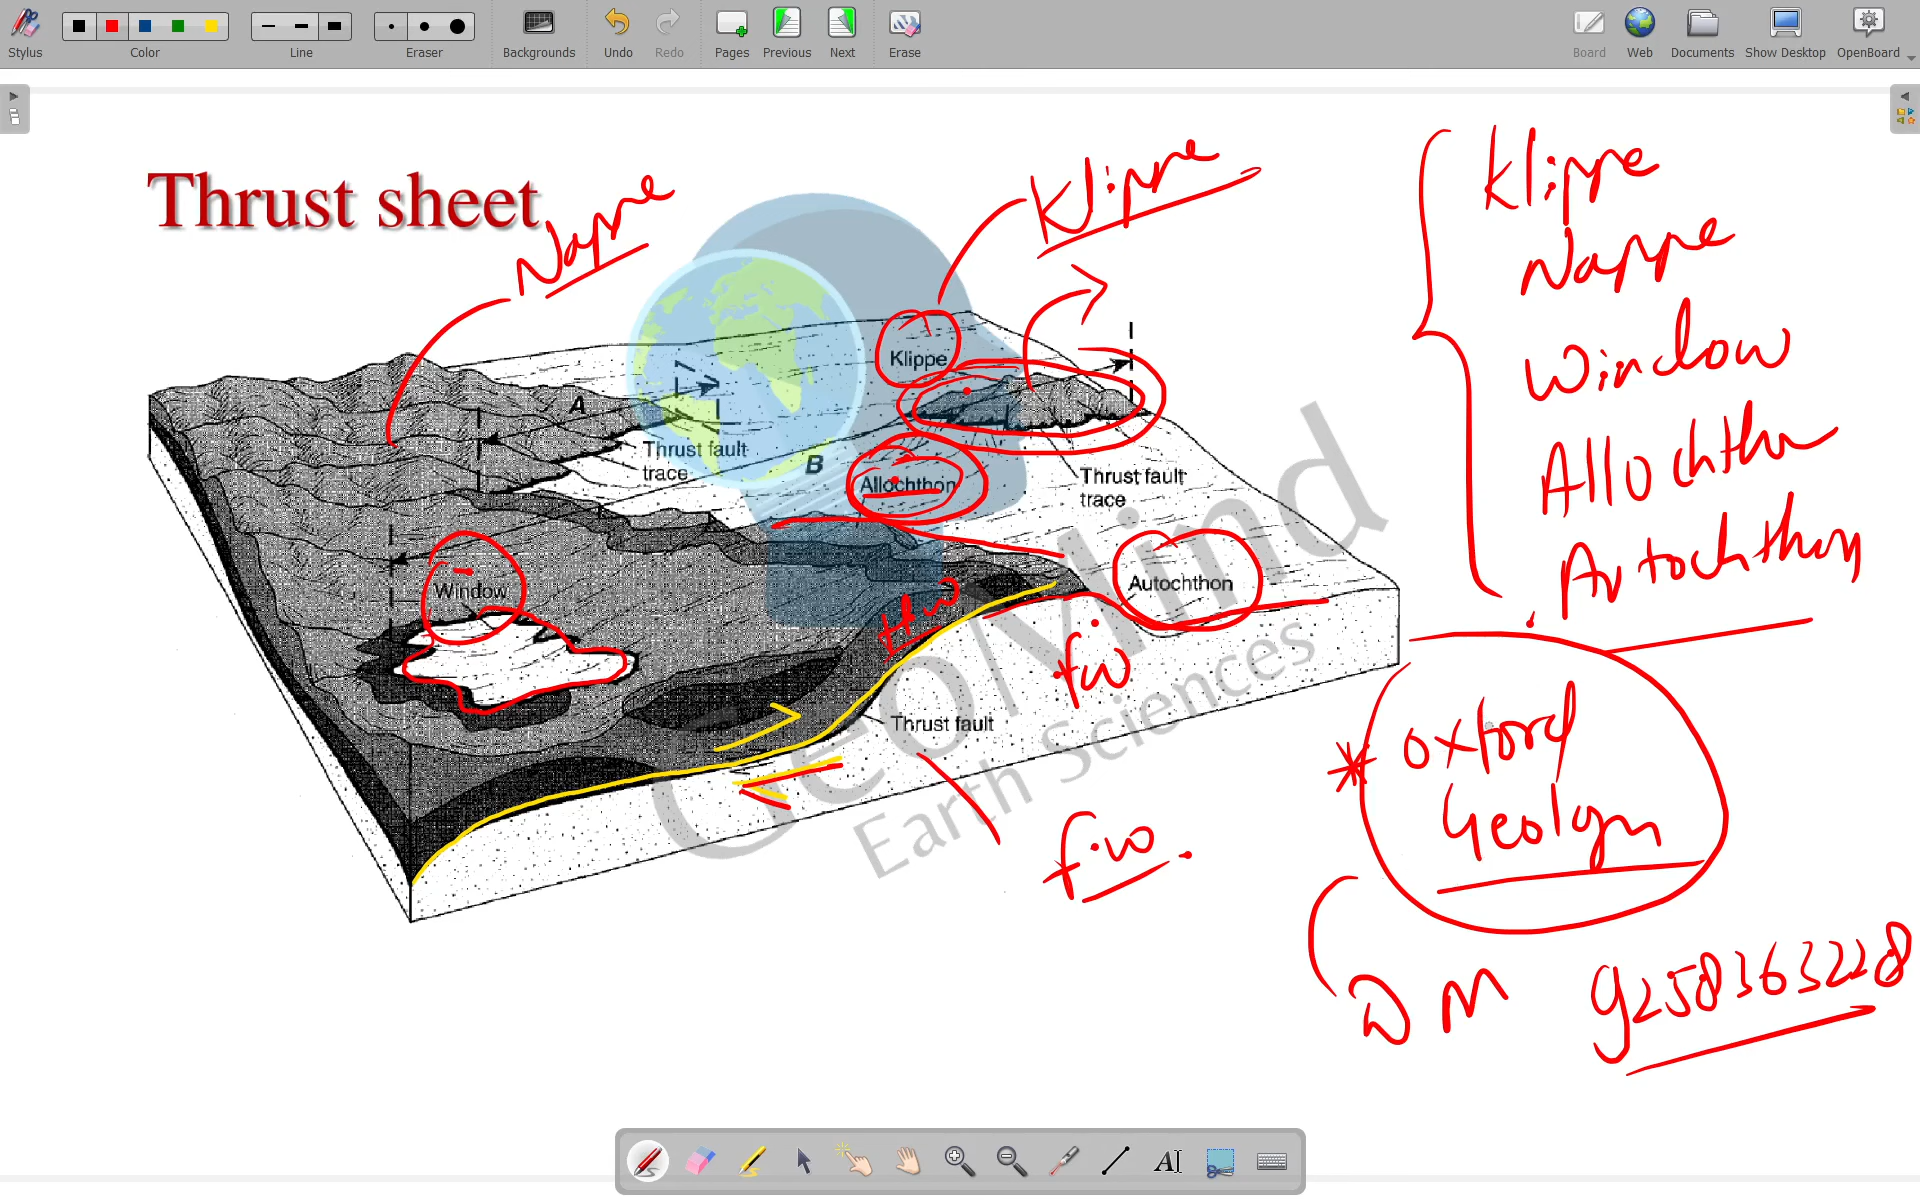 Stylus
Color
Line
Eraser
Backgrounds
Undo
Redo
Pages
Previous
Next
Erase
Board
Web
Documents
Show Desktop
OpenBoard
Thrust sheet
Nappe
Klippe
Klippe
Nappe
Window
Allochthon
Autochthon
Klippe
A
Thrust fault
trace
B
Allochthon
Thrust fault
trace
Window
Autochthon
HW
fw
Thrust fault
f.w.
GeoMind
Earth Sciences
* Oxford
Geology
DM 9258363228
AI